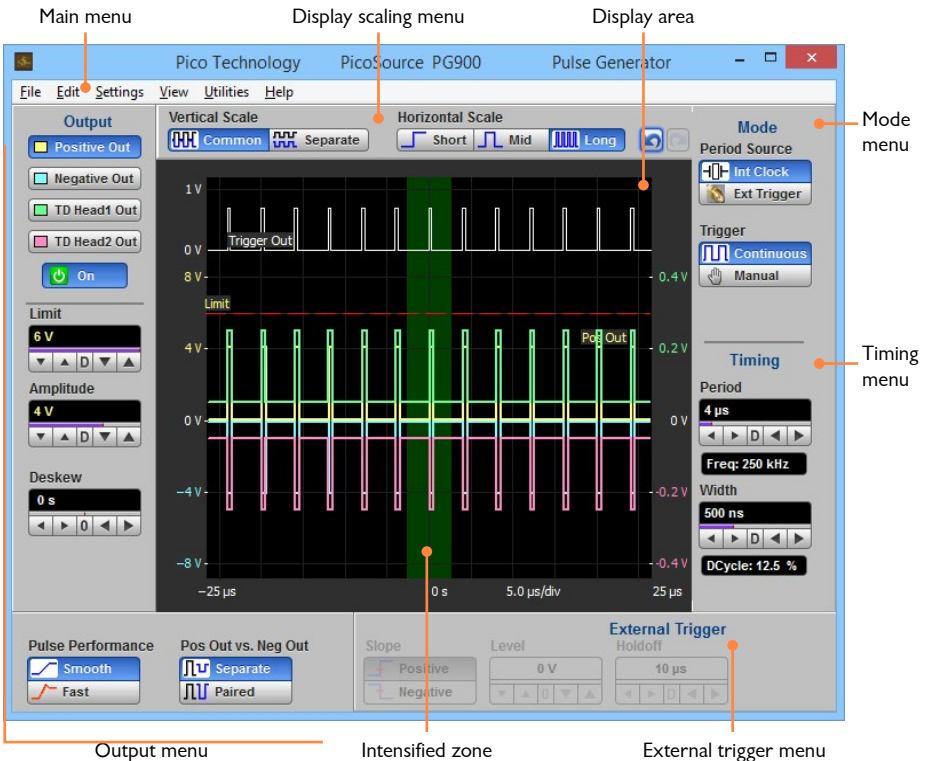 Main menu
Display scaling menu
Display area
Pico Technology PicoSource PG900 Pulse Generator
File Edit Settings View Utilities Help
Output
Positive Out
Negative Out
TD Head1 Out
TD Head2 Out
On
Limit
6 V
D
Amplitude
4 V
D
Deskew
0 s
0
Vertical Scale
Common
Separate
Horizontal Scale
Short
Mid
Long
1 V
0 V
Trigger Out
8 V
0.4 V
Limit
Pos Out
4 V
0.2 V
0 V
0 V
−4 V
-0.2 V
−8 V
-0.4 V
−25 µs
0 s
5.0 µs/div
25 µs
Mode
Period Source
Int Clock
Ext Trigger
Trigger
Continuous
Manual
Timing
Period
4 µs
D
Freq: 250 kHz
Width
500 ns
D
DCycle: 12.5 %
Mode
menu
Timing
menu
Pulse Performance
Smooth
Fast
Pos Out vs. Neg Out
Separate
Paired
External Trigger
Slope
Positive
Negative
Level
0 V
0
Holdoff
10 µs
D
Output menu
Intensified zone
External trigger menu